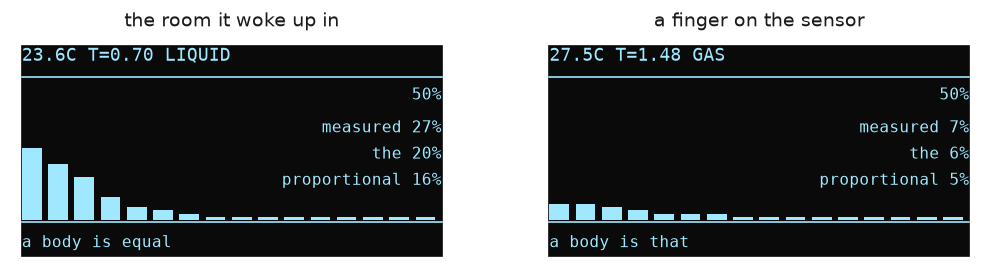 the room it woke up in
23.6C T=0.70 LIQUID
50%
measured 27%
the 20%
proportional 16%
a body is equal
a finger on the sensor
27.5C T=1.48 GAS
50%
measured 7%
the 6%
proportional 5%
a body is that